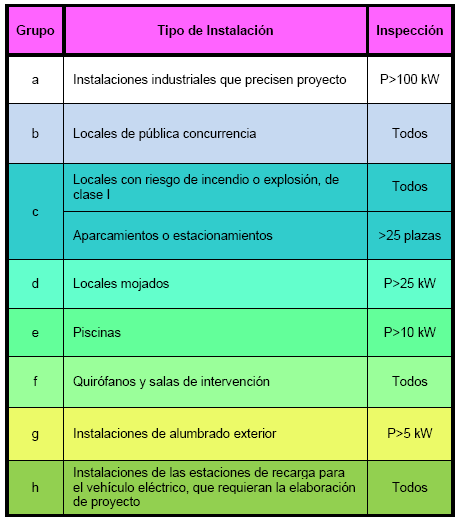 Grupo Tipo de Instalación Inspección
a Instalaciones industriales que precisen proyecto P>100 kW
b Locales de pública concurrencia Todos
c
Locales con riesgo de incendio o explosión, de
clase I
Todos
Aparcamientos o estacionamientos >25 plazas
d Locales mojados P>25 kW
e Piscinas P>10 kW
f Quirófanos y salas de intervención Todos
g Instalaciones de alumbrado exterior P>5 kW
h
Instalaciones de las estaciones de recarga para
el vehículo eléctrico, que requieran la elaboración
de proyecto
Todos